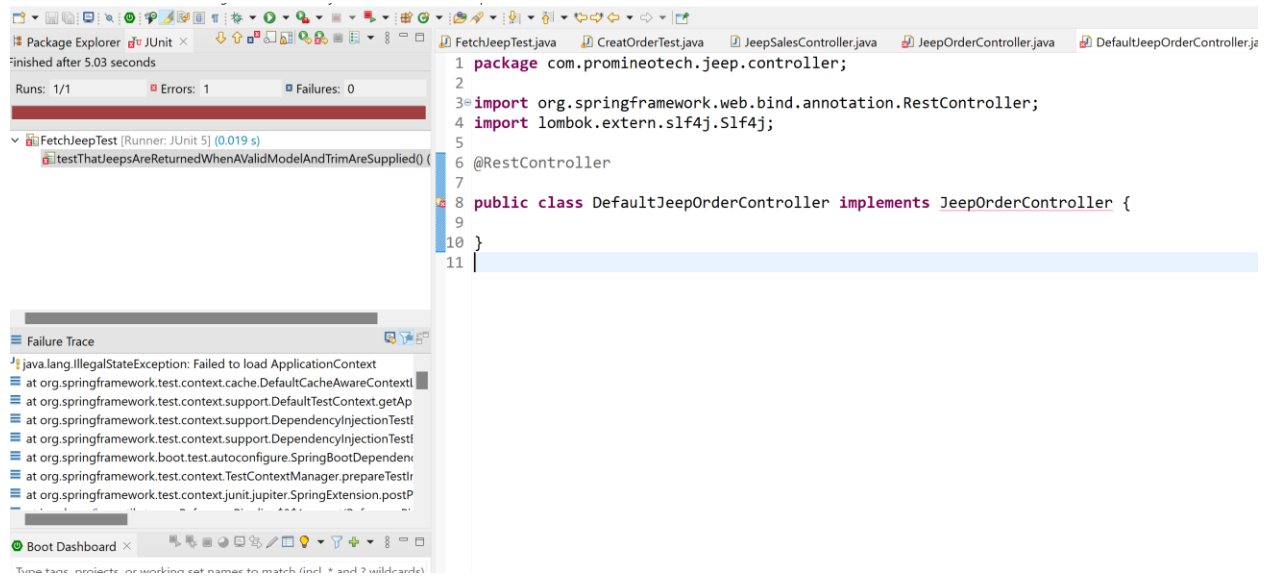 Package Explorer JUnit ×
Finished after 5.03 seconds
Runs: 1/1 Errors: 1 Failures: 0
FetchJeepTest [Runner: JUnit 5] (0.019 s)
testThatJeepsAreReturnedWhenAValidModelAndTrimAreSupplied() (
Failure Trace
java.lang.IllegalStateException: Failed to load ApplicationContext
at org.springframework.test.context.cache.DefaultCacheAwareContextL
at org.springframework.test.context.support.DefaultTestContext.getAp
at org.springframework.test.context.support.DependencyInjectionTestE
at org.springframework.test.context.support.DependencyInjectionTestE
at org.springframework.boot.test.autoconfigure.SpringBootDependenc
at org.springframework.test.context.TestContextManager.prepareTestIr
at org.springframework.test.context.junit.jupiter.SpringExtension.postP
Boot Dashboard ×
Type tags, projects, or working set names to match (incl. * and ? wildcards)
FetchJeepTest.java CreatOrderTest.java JeepSalesController.java JeepOrderController.java DefaultJeepOrderController.ja
1 package com.promineotech.jeep.controller;
2
3 import org.springframework.web.bind.annotation.RestController;
4 import lombok.extern.slf4j.Slf4j;
5
6 @RestController
7
8 public class DefaultJeepOrderController implements JeepOrderController {
9
10 }
11